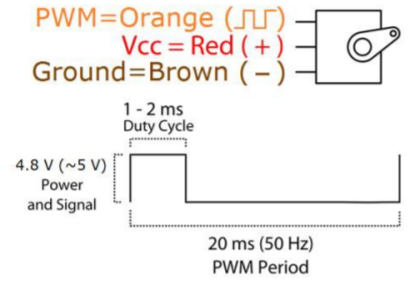 PWM=Orange (⎍⎍)
Vcc = Red (+)
Ground=Brown (−)
1 - 2 ms
Duty Cycle
4.8 V (~5 V)
Power
and Signal
20 ms (50 Hz)
PWM Period